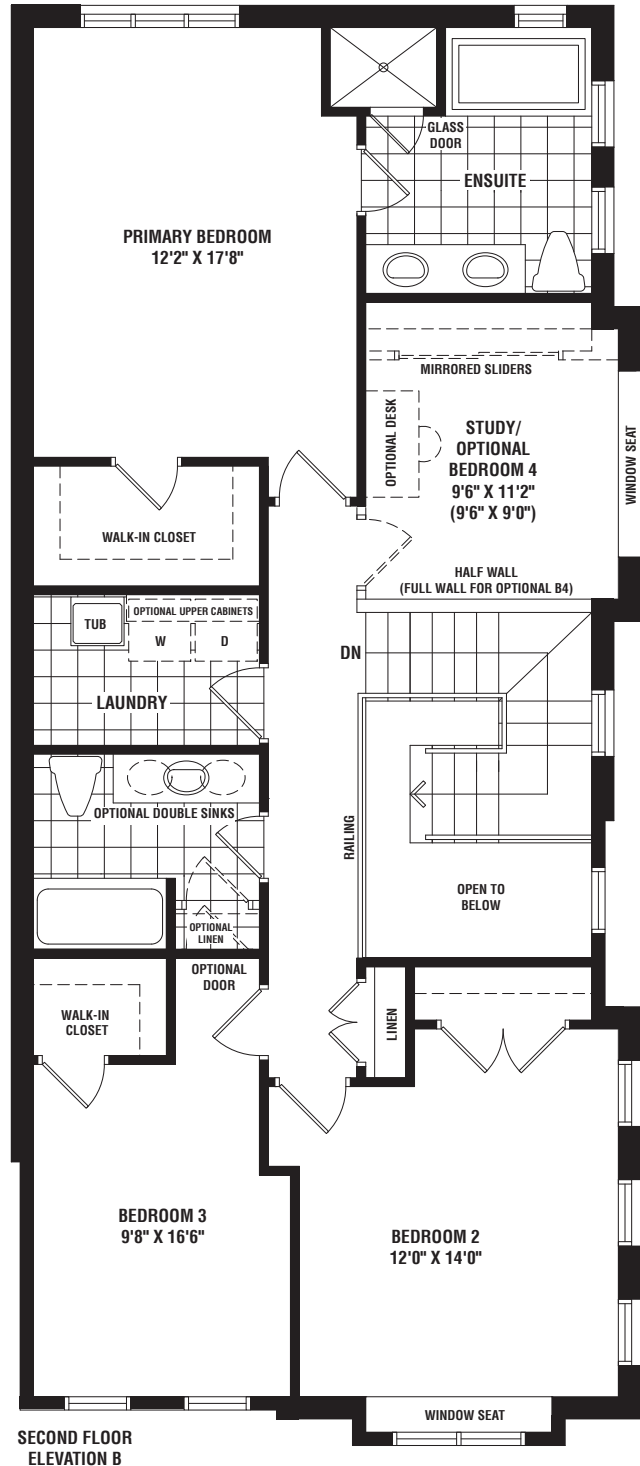 GLASS
DOOR
ENSUITE
PRIMARY BEDROOM
12'2" X 17'8"
MIRRORED SLIDERS
OPTIONAL DESK
STUDY/
OPTIONAL
BEDROOM 4
9'6" X 11'2"
(9'6" X 9'0")
WINDOW SEAT
WALK-IN CLOSET
HALF WALL
(FULL WALL FOR OPTIONAL B4)
TUB
OPTIONAL UPPER CABINETS
W
D
DN
LAUNDRY
OPTIONAL DOUBLE SINKS
RAILING
OPEN TO
BELOW
OPTIONAL
LINEN
OPTIONAL
DOOR
WALK-IN
CLOSET
LINEN
BEDROOM 3
9'8" X 16'6"
BEDROOM 2
12'0" X 14'0"
WINDOW SEAT
SECOND FLOOR
ELEVATION B